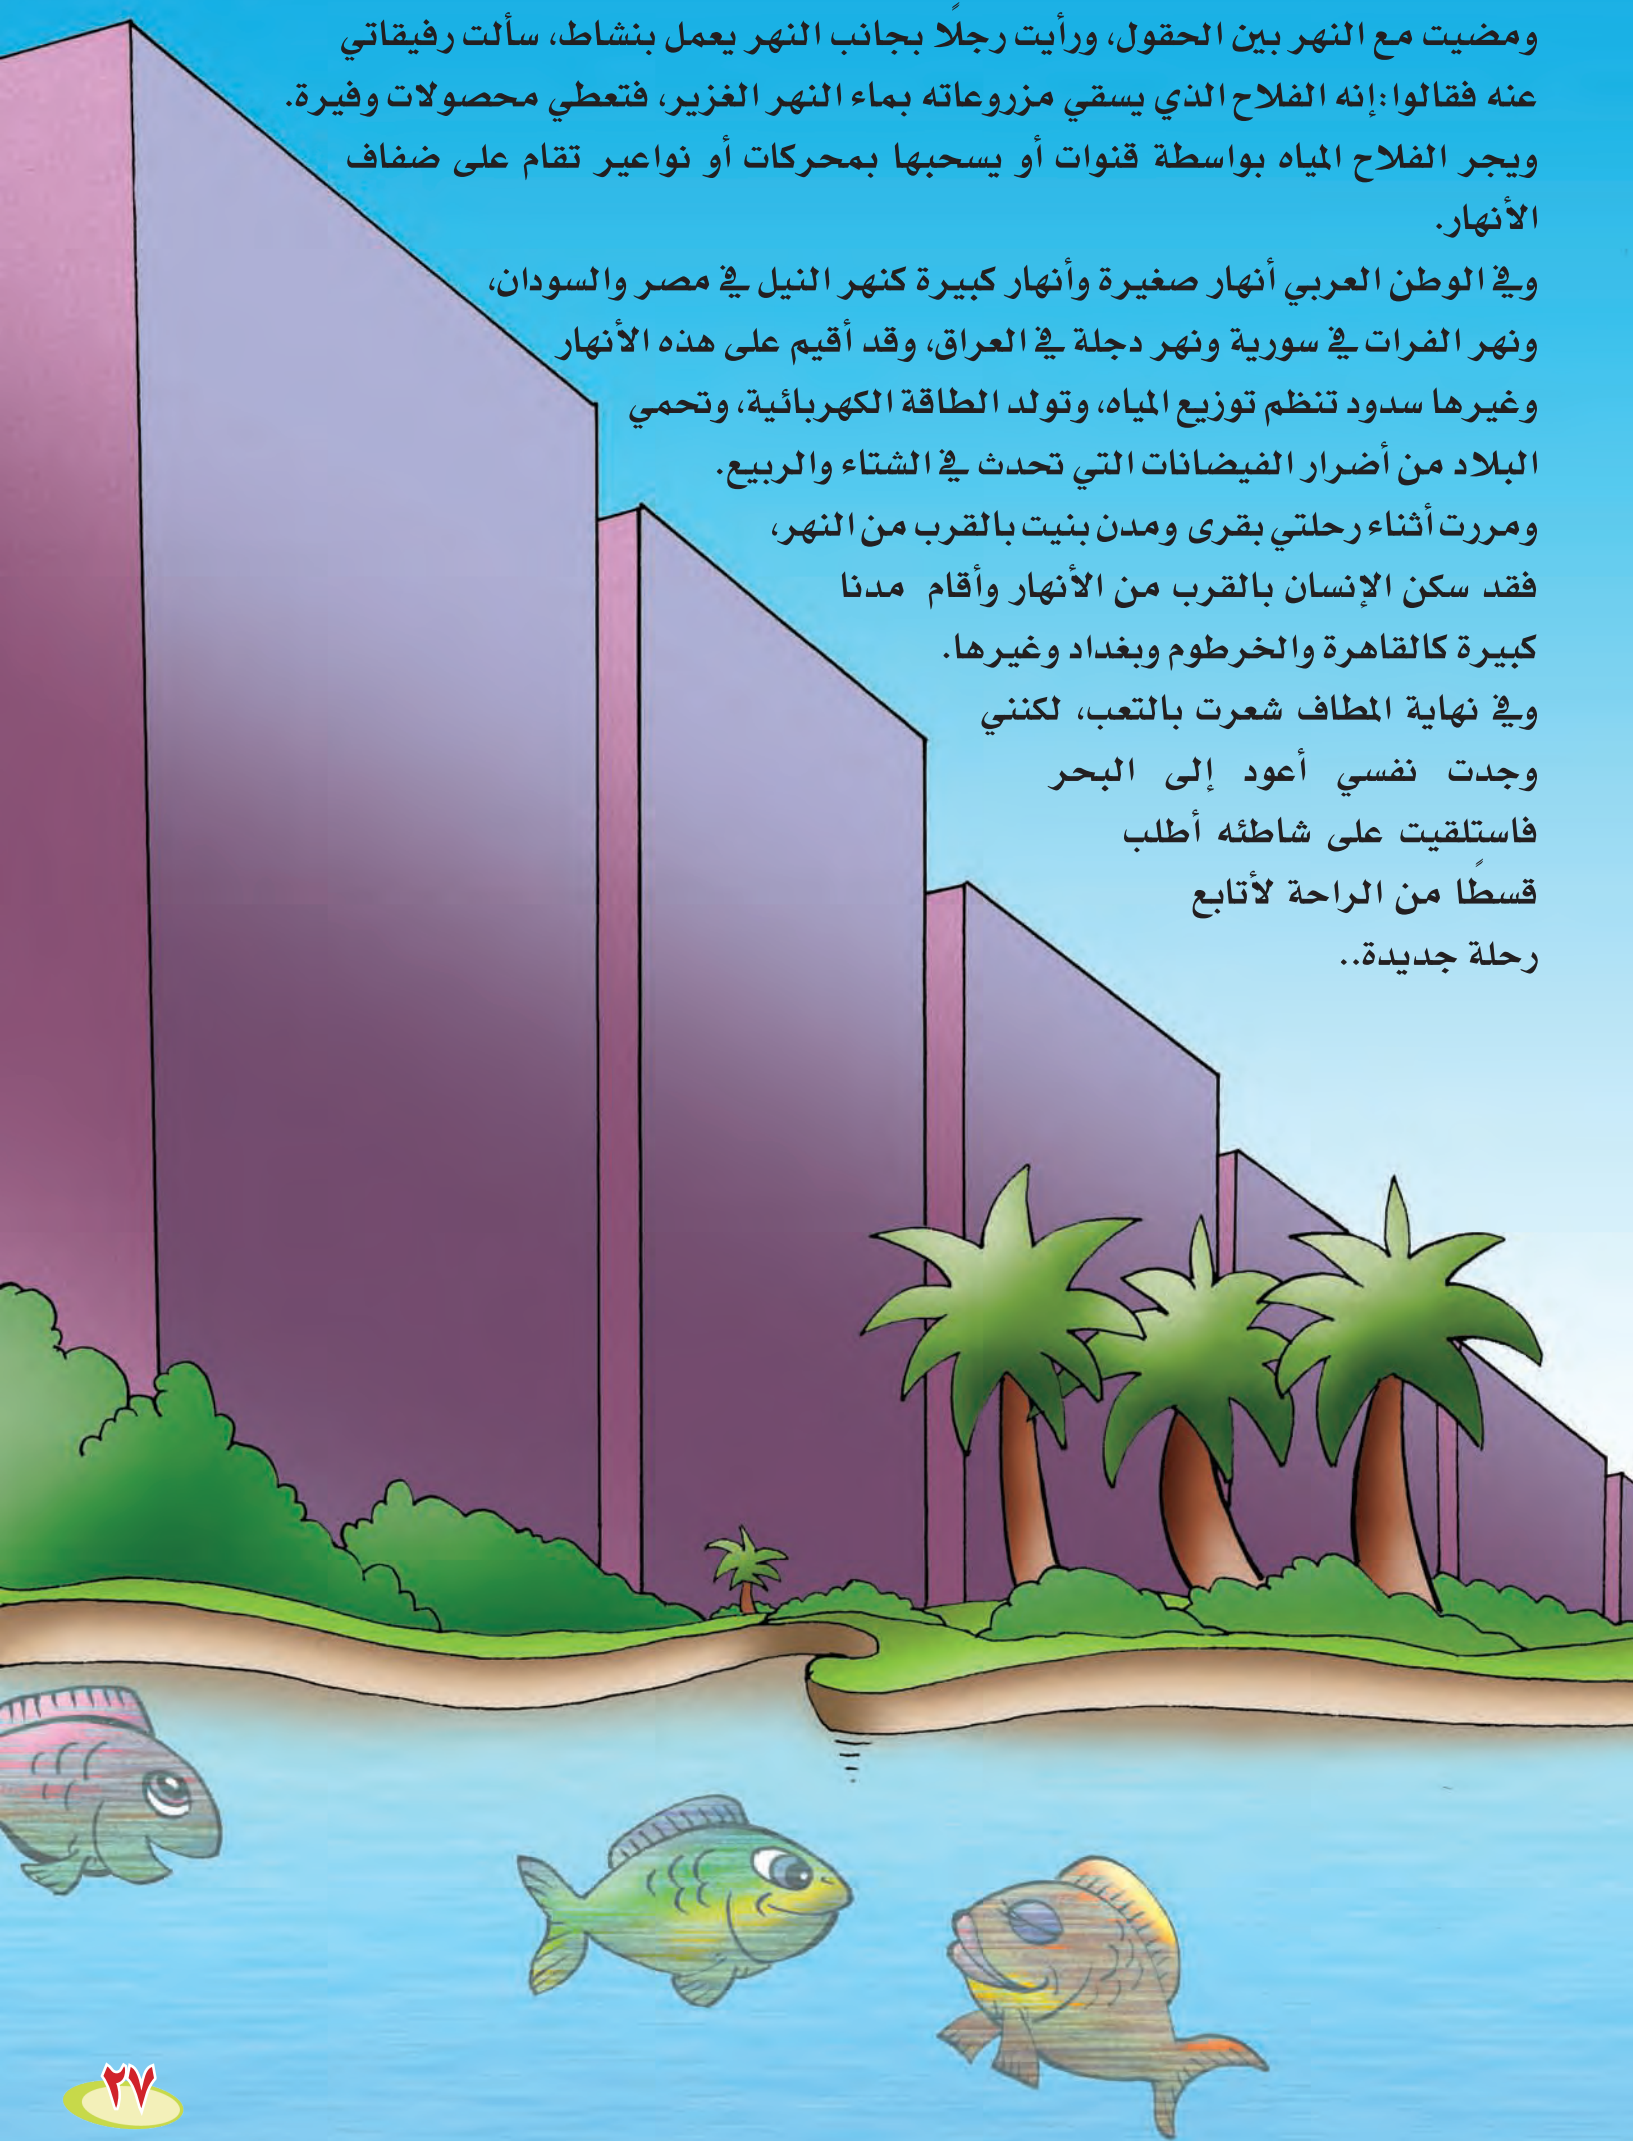 ومضيت مع النهر بين الحقول، ورأيت رجلًا بجانب النهر يعمل بنشاط، سألت رفيقاتي
عنه فقالوا:إنه الفلاح الذي يسقي مزروعاته بماء النهر الغزير، فتعطي محصولات وفيرة.
ويجر الفلاح المياه بواسطة قنوات أو يسحبها بمحركات أو نواعير تقام على ضفاف
الأنهار.
وفي الوطن العربي أنهار صغيرة وأنهار كبيرة كنهر النيل في مصر والسودان،
ونهر الفرات في سورية ونهر دجلة في العراق، وقد أقيم على هذه الأنهار
وغيرها سدود تنظم توزيع المياه، وتولد الطاقة الكهربائية، وتحمي
البلاد من أضرار الفيضانات التي تحدث في الشتاء والربيع.
ومررت أثناء رحلتي بقرى ومدن بنيت بالقرب من النهر،
فقد سكن الإنسان بالقرب من الأنهار وأقام مدنا
كبيرة كالقاهرة والخرطوم وبغداد وغيرها.
وفي نهاية المطاف شعرت بالتعب، لكنني
وجدت نفسي أعود إلى البحر
فاستلقيت على شاطئه أطلب
قسطًا من الراحة لأتابع
رحلة جديدة..
٢٧